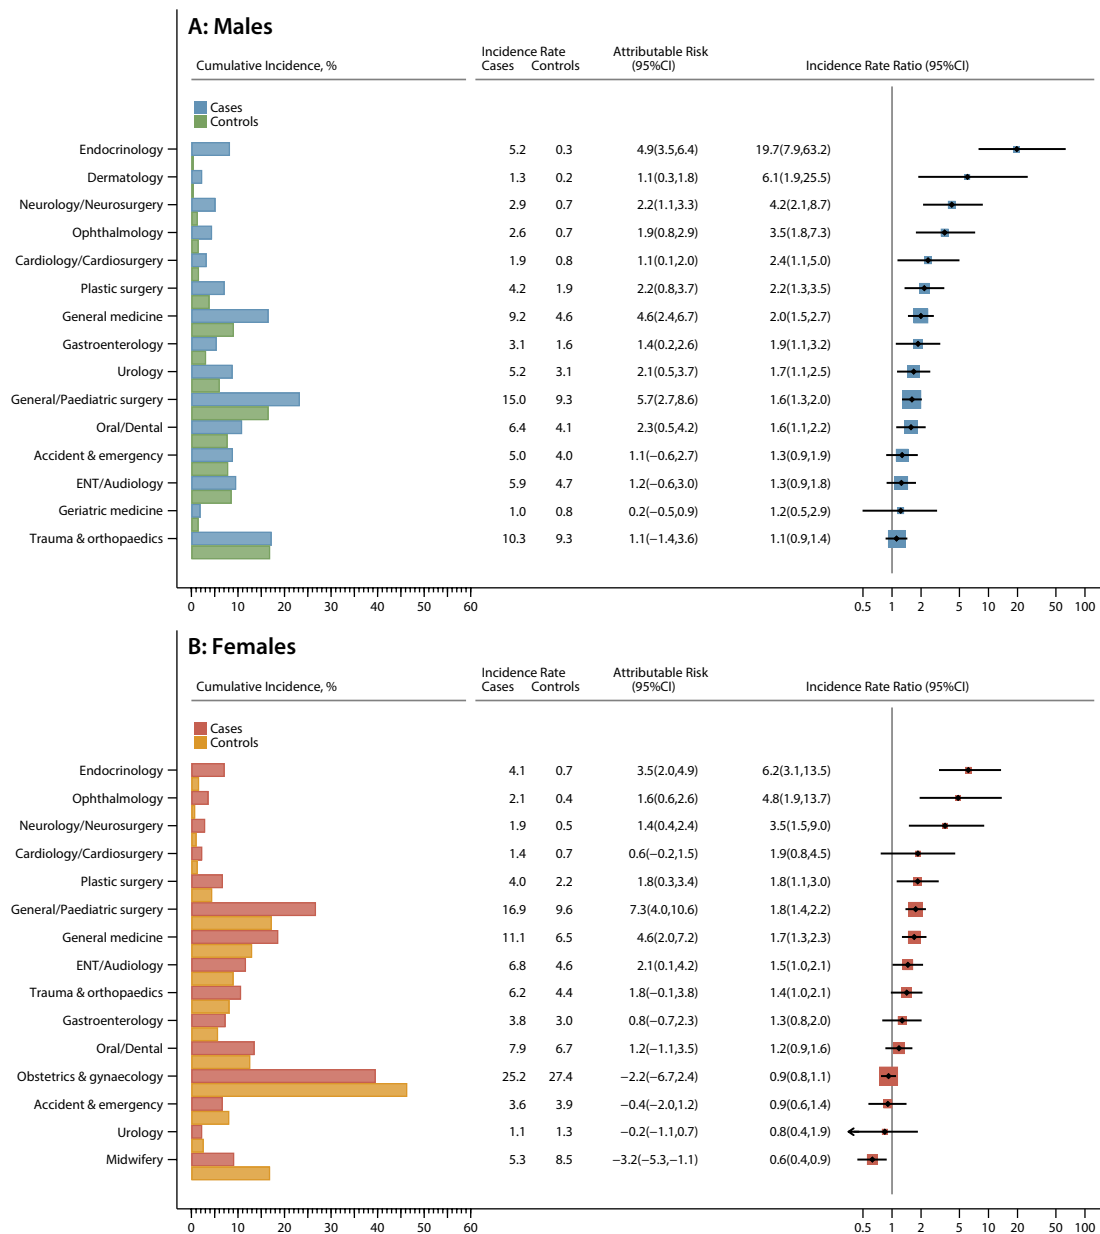 A: Males
Incidence Rate Attributable Risk
Cumulative Incidence, % Cases Controls (95%CI) Incidence Rate Ratio (95%CI)
Cases
Controls
Endocrinology 5.2 0.3 4.9(3.5,6.4) 19.7(7.9,63.2)
Dermatology 1.3 0.2 1.1(0.3,1.8) 6.1(1.9,25.5)
Neurology/Neurosurgery 2.9 0.7 2.2(1.1,3.3) 4.2(2.1,8.7)
Ophthalmology 2.6 0.7 1.9(0.8,2.9) 3.5(1.8,7.3)
Cardiology/Cardiosurgery 1.9 0.8 1.1(0.1,2.0) 2.4(1.1,5.0)
Plastic surgery 4.2 1.9 2.2(0.8,3.7) 2.2(1.3,3.5)
General medicine 9.2 4.6 4.6(2.4,6.7) 2.0(1.5,2.7)
Gastroenterology 3.1 1.6 1.4(0.2,2.6) 1.9(1.1,3.2)
Urology 5.2 3.1 2.1(0.5,3.7) 1.7(1.1,2.5)
General/Paediatric surgery 15.0 9.3 5.7(2.7,8.6) 1.6(1.3,2.0)
Oral/Dental 6.4 4.1 2.3(0.5,4.2) 1.6(1.1,2.2)
Accident & emergency 5.0 4.0 1.1(−0.6,2.7) 1.3(0.9,1.9)
ENT/Audiology 5.9 4.7 1.2(−0.6,3.0) 1.3(0.9,1.8)
Geriatric medicine 1.0 0.8 0.2(−0.5,0.9) 1.2(0.5,2.9)
Trauma & orthopaedics 10.3 9.3 1.1(−1.4,3.6) 1.1(0.9,1.4)
0 10 20 30 40 50 60 0.5 1 2 5 10 20 50 100
B: Females
Incidence Rate Attributable Risk
Cumulative Incidence, % Cases Controls (95%CI) Incidence Rate Ratio (95%CI)
Cases
Controls
Endocrinology 4.1 0.7 3.5(2.0,4.9) 6.2(3.1,13.5)
Ophthalmology 2.1 0.4 1.6(0.6,2.6) 4.8(1.9,13.7)
Neurology/Neurosurgery 1.9 0.5 1.4(0.4,2.4) 3.5(1.5,9.0)
Cardiology/Cardiosurgery 1.4 0.7 0.6(−0.2,1.5) 1.9(0.8,4.5)
Plastic surgery 4.0 2.2 1.8(0.3,3.4) 1.8(1.1,3.0)
General/Paediatric surgery 16.9 9.6 7.3(4.0,10.6) 1.8(1.4,2.2)
General medicine 11.1 6.5 4.6(2.0,7.2) 1.7(1.3,2.3)
ENT/Audiology 6.8 4.6 2.1(0.1,4.2) 1.5(1.0,2.1)
Trauma & orthopaedics 6.2 4.4 1.8(−0.1,3.8) 1.4(1.0,2.1)
Gastroenterology 3.8 3.0 0.8(−0.7,2.3) 1.3(0.8,2.0)
Oral/Dental 7.9 6.7 1.2(−1.1,3.5) 1.2(0.9,1.6)
Obstetrics & gynaecology 25.2 27.4 −2.2(−6.7,2.4) 0.9(0.8,1.1)
Accident & emergency 3.6 3.9 −0.4(−2.0,1.2) 0.9(0.6,1.4)
Urology 1.1 1.3 −0.2(−1.1,0.7) 0.8(0.4,1.9)
Midwifery 5.3 8.5 −3.2(−5.3,−1.1) 0.6(0.4,0.9)
0 10 20 30 40 50 60 0.5 1 2 5 10 20 50 100